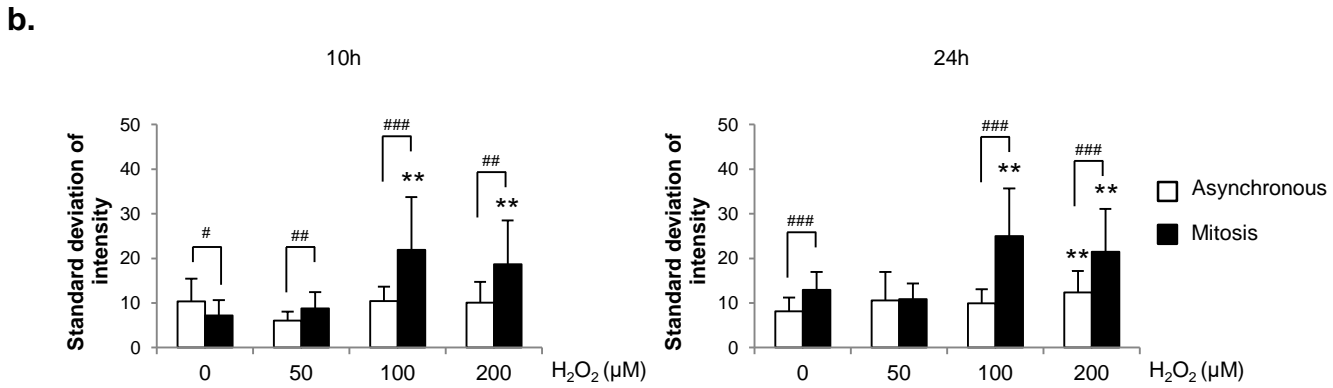 b.
10h
Standard deviation of
intensity
50
40
30
20
10
0
#
##
###
**
##
**
0 50 100 200 H₂O₂ (µM)
24h
Standard deviation of
intensity
50
40
30
20
10
0
###
###
**
###
**
**
0 50 100 200 H₂O₂ (µM)
Asynchronous
Mitosis